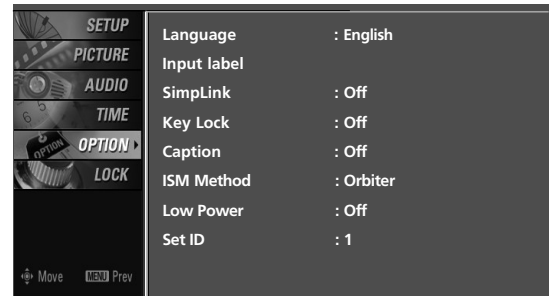 SETUP
PICTURE
AUDIO
TIME
OPTION
LOCK
Move MENU Prev
Language : English
Input label
SimpLink : Off
Key Lock : Off
Caption : Off
ISM Method : Orbiter
Low Power : Off
Set ID : 1